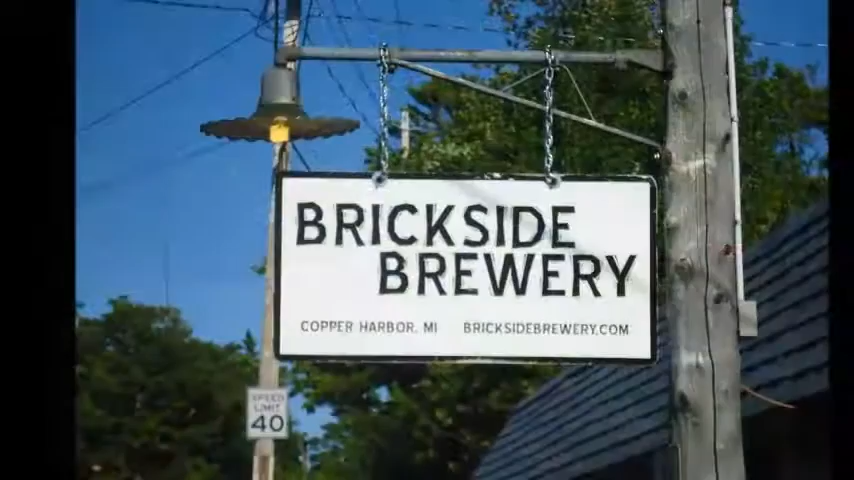 BRICKSIDE
BREWERY
COPPER HARBOR, MI BRICKSIDEBREWERY.COM
SPEED
LIMIT
40